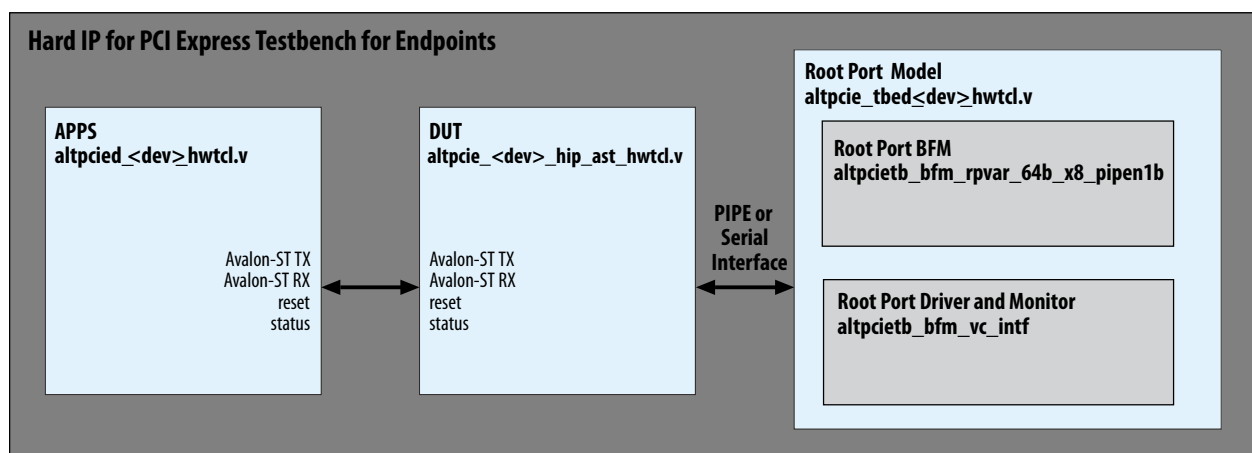 Hard IP for PCI Express Testbench for Endpoints
APPS
altpcied_<dev>_hwtcl.v
Avalon-ST TX
Avalon-ST RX
reset
status
DUT
altpcie_<dev>_hip_ast_hwtcl.v
Avalon-ST TX
Avalon-ST RX
reset
status
PIPE or
Serial
Interface
Root Port Model
altpcie_tbed<dev>_hwtcl.v
Root Port BFM
altpcietb_bfm_rpvar_64b_x8_pipen1b
Root Port Driver and Monitor
altpcietb_bfm_vc_intf